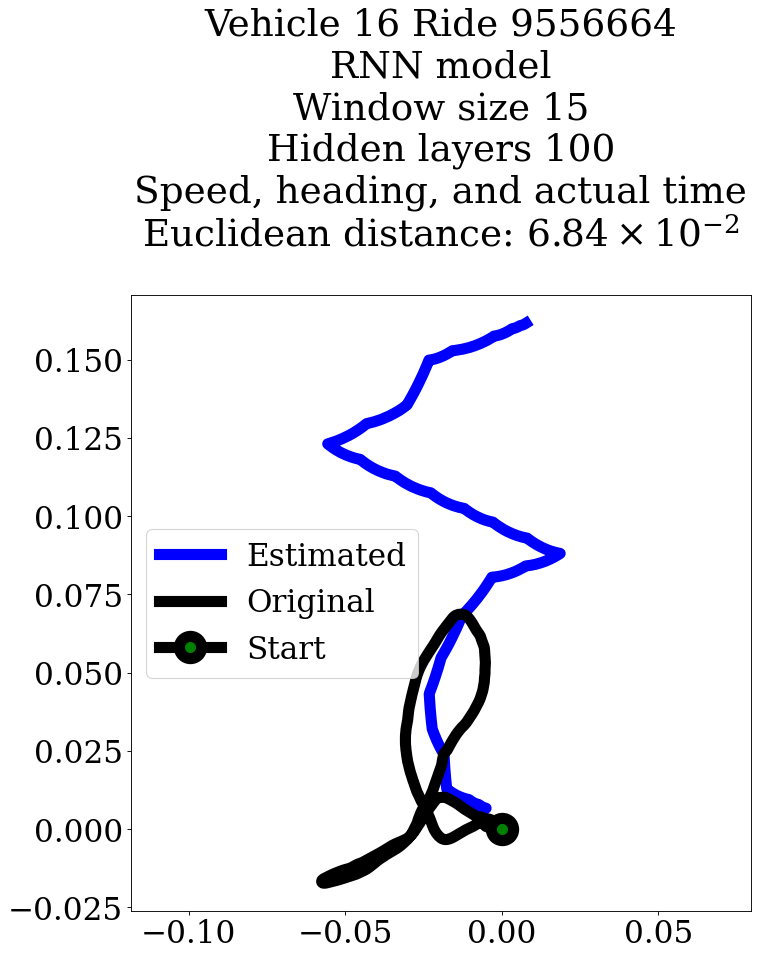 Vehicle 16 Ride 9556664
RNN model
Window size 15
Hidden layers 100
Speed, heading, and actual time
Euclidean distance: 6.84 × 10⁻²
0.150
0.125
0.100
0.075
0.050
0.025
0.000
−0.025
Estimated
Original
Start
−0.10 −0.05 0.00 0.05